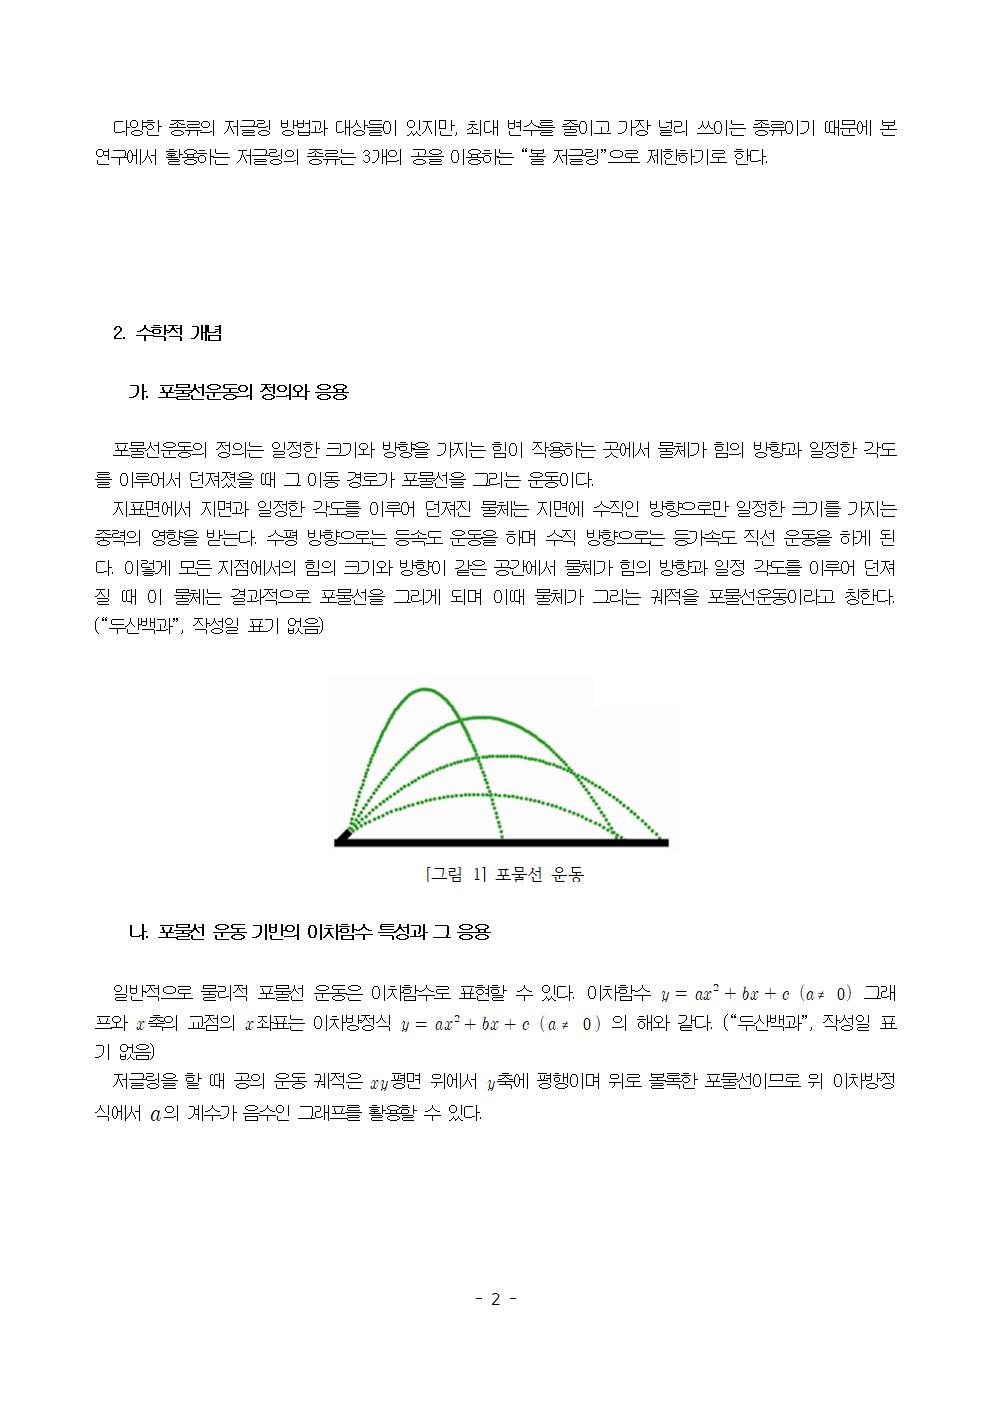 다양한 종류의 저글링 방법과 대상들이 있지만, 최대 변수를 줄이고 가장 널리 쓰이는 종류이기 때문에 본
연구에서 활용하는 저글링의 종류는 3개의 공을 이용하는 “볼 저글링”으로 제한하기로 한다.
2. 수학적 개념
가. 포물선운동의 정의와 응용
포물선운동의 정의는 일정한 크기와 방향을 가지는 힘이 작용하는 곳에서 물체가 힘의 방향과 일정한 각도
를 이루어서 던져졌을 때 그 이동 경로가 포물선을 그리는 운동이다.
지표면에서 지면과 일정한 각도를 이루어 던져진 물체는 지면에 수직인 방향으로만 일정한 크기를 가지는
중력의 영향을 받는다. 수평 방향으로는 등속도 운동을 하며 수직 방향으로는 등가속도 직선 운동을 하게 된
다. 이렇게 모든 지점에서의 힘의 크기와 방향이 같은 공간에서 물체가 힘의 방향과 일정 각도를 이루어 던져
질 때 이 물체는 결과적으로 포물선을 그리게 되며 이때 물체가 그리는 궤적을 포물선운동이라고 칭한다.
(“두산백과”, 작성일 표기 없음)
[그림 1] 포물선 운동
나. 포물선 운동 기반의 이차함수 특성과 그 응용
일반적으로 물리적 포물선 운동은 이차함수로 표현할 수 있다. 이차함수 y = ax² + bx + c (a ≠ 0) 그래
프와 x축의 교점의 x좌표는 이차방정식 y = ax² + bx + c (a ≠ 0) 의 해와 같다. (“두산백과”, 작성일 표
기 없음)
저글링을 할 때 공의 운동 궤적은 xy평면 위에서 y축에 평행이며 위로 볼록한 포물선이므로 위 이차방정
식에서 a의 계수가 음수인 그래프를 활용할 수 있다.
- 2 -